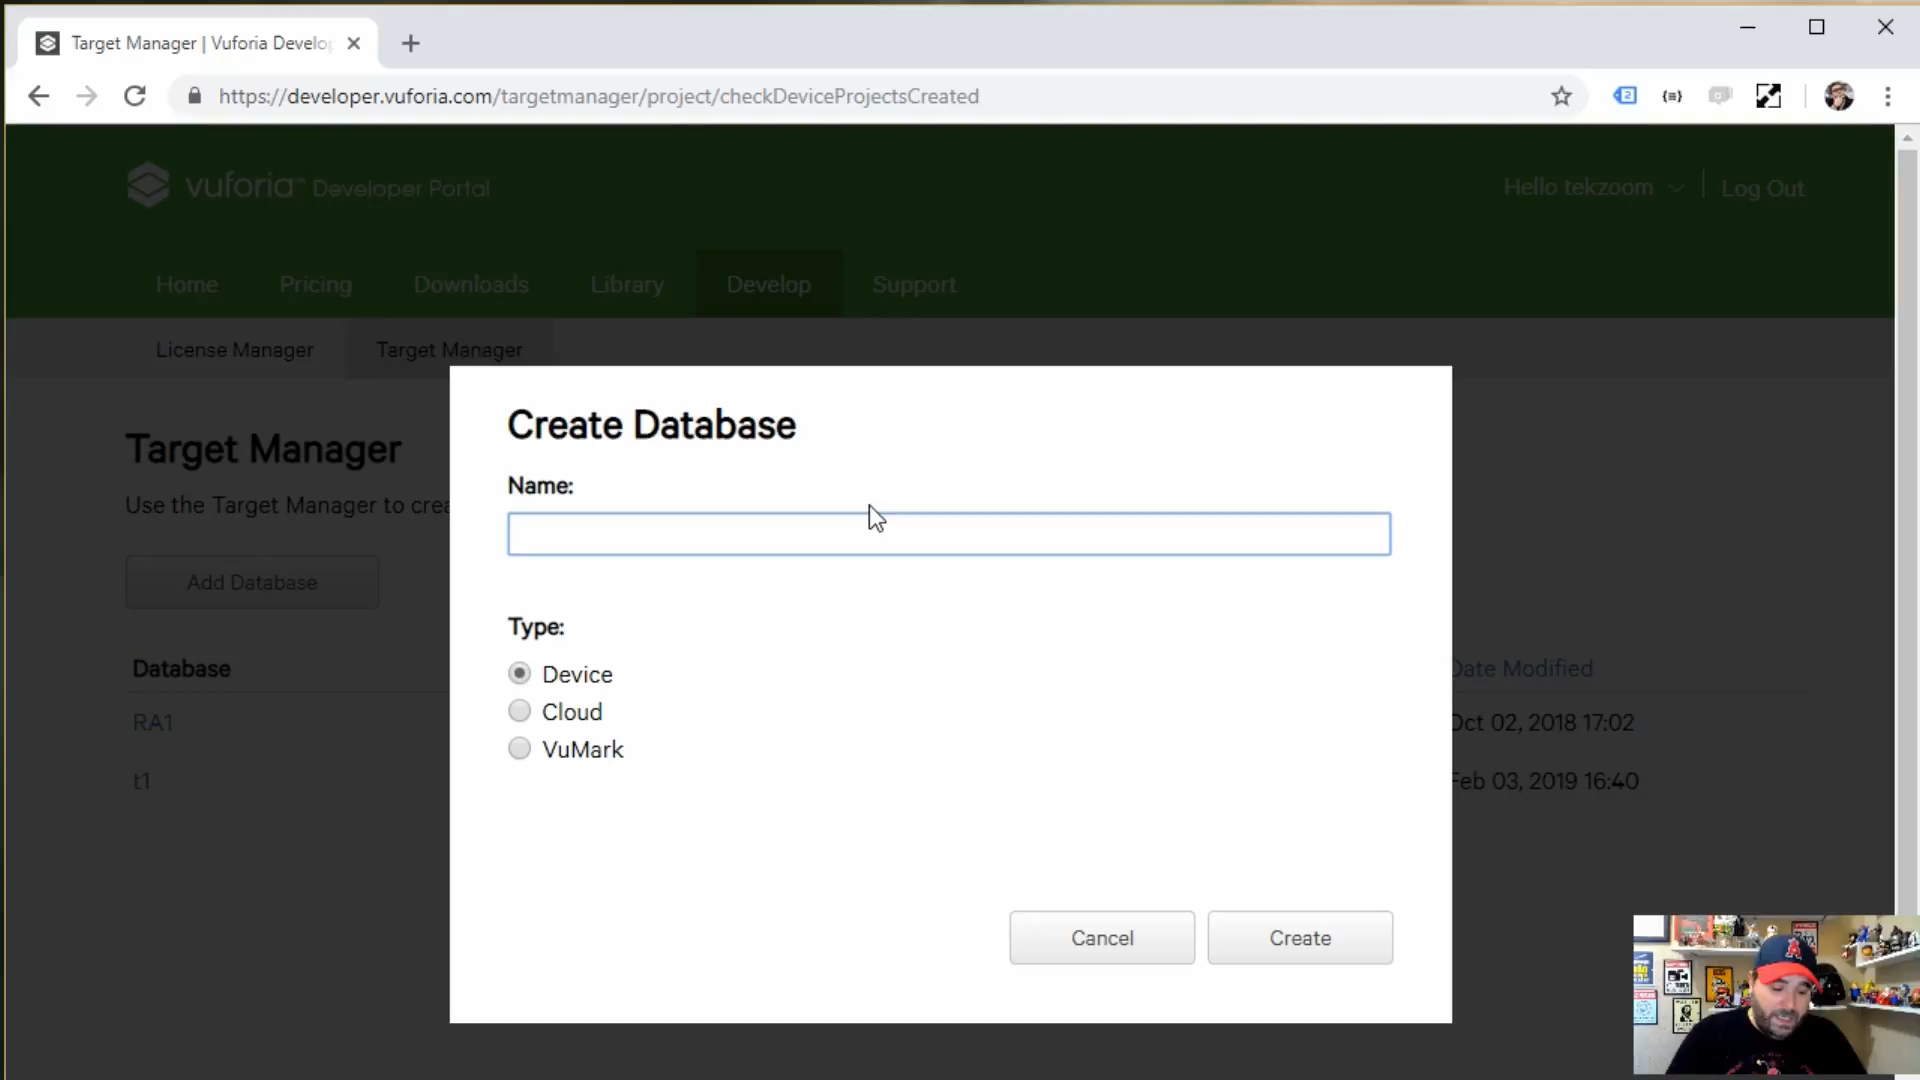 Target Manager | Vuforia Develo
https://developer.vuforia.com/targetmanager/project/checkDeviceProjectsCreated
vuforia™ Developer Portal
Hello tekzoom
Log Out
Home
Pricing
Downloads
Library
Develop
Support
License Manager
Target Manager
Target Manager
Use the Target Manager to crea
Add Database
Database
Date Modified
RA1
Oct 02, 2018 17:02
t1
Feb 03, 2019 16:40
Create Database
Name:
Type:
Device
Cloud
VuMark
Cancel
Create